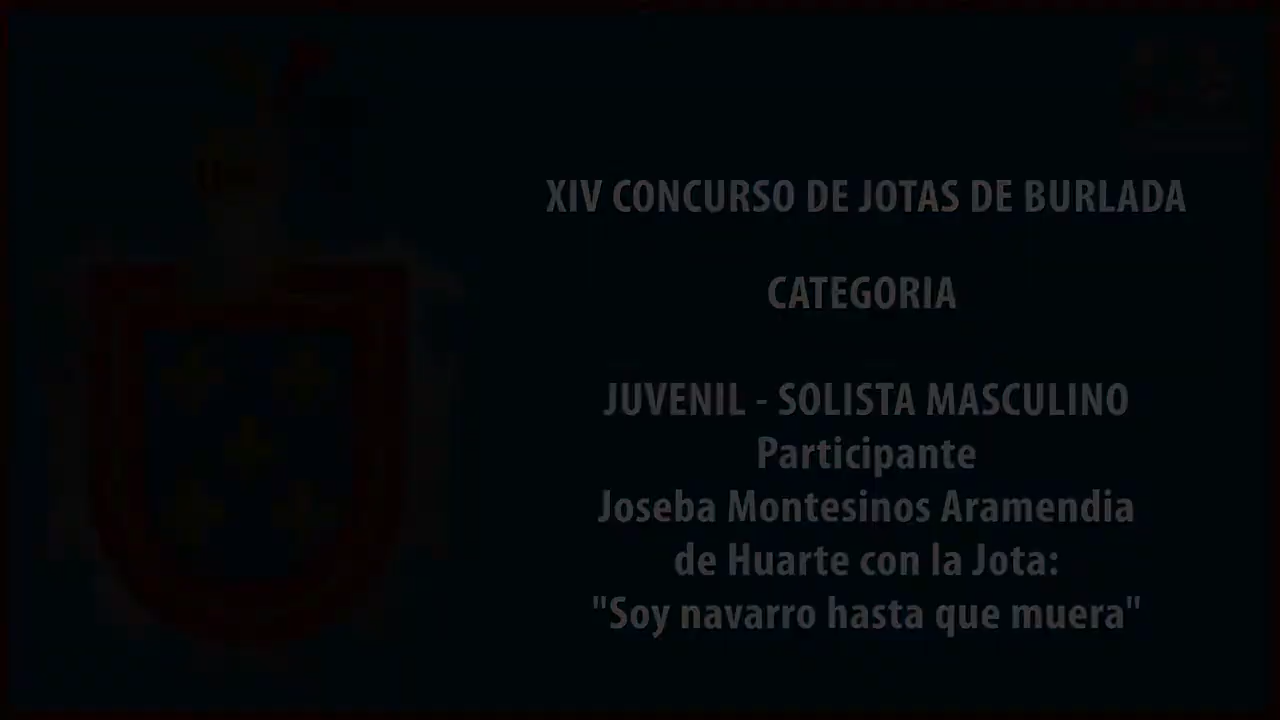 XIV CONCURSO DE JOTAS DE BURLADA
CATEGORIA
JUVENIL - SOLISTA MASCULINO
Participante
Joseba Montesinos Aramendia
de Huarte con la Jota:
"Soy navarro hasta que muera"